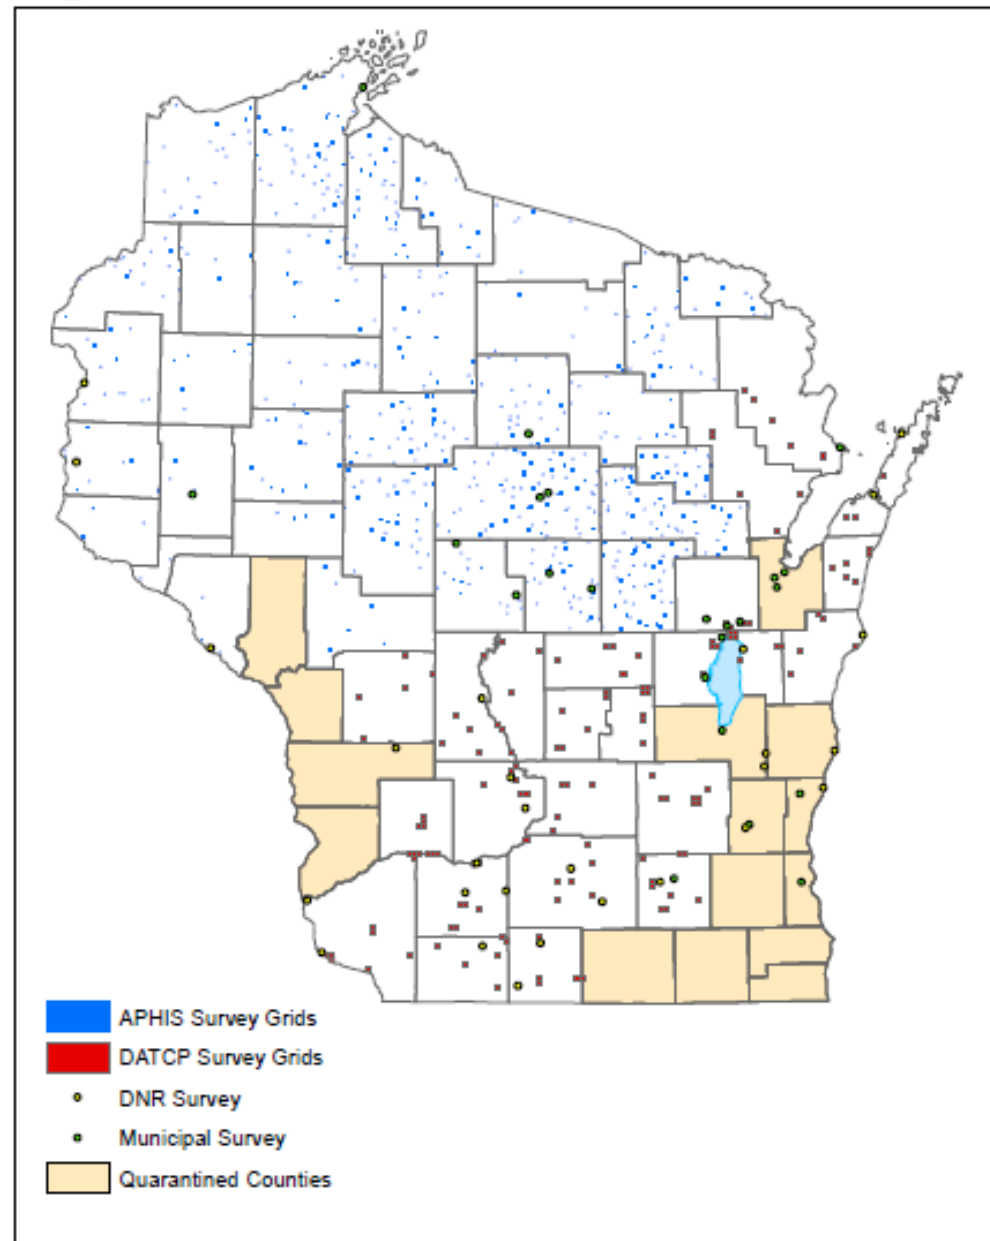 APHIS Survey Grids
DATCP Survey Grids
DNR Survey
Municipal Survey
Quarantined Counties